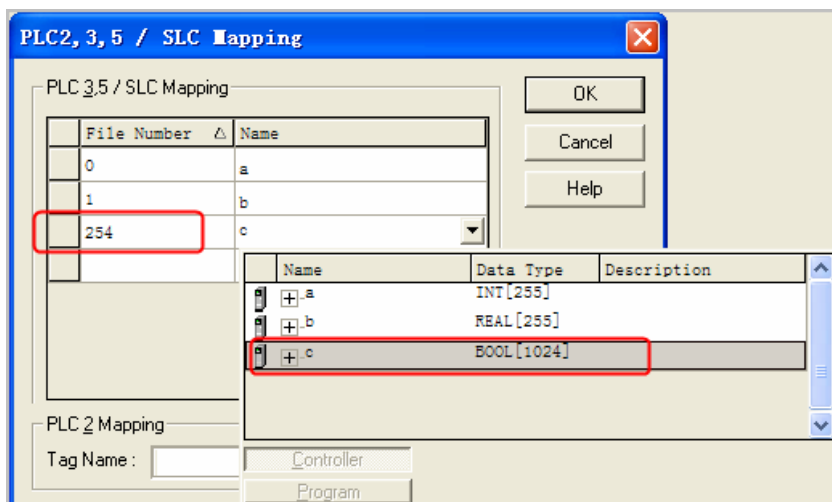 PLC2, 3, 5 / SLC Mapping
PLC 3,5 / SLC Mapping
OK
File Number Name
Cancel
0 a
Help
1 b
254 c
Name Data Type Description
a INT[255]
b REAL[255]
c BOOL[1024]
PLC 2 Mapping
Tag Name :
Controller
Program